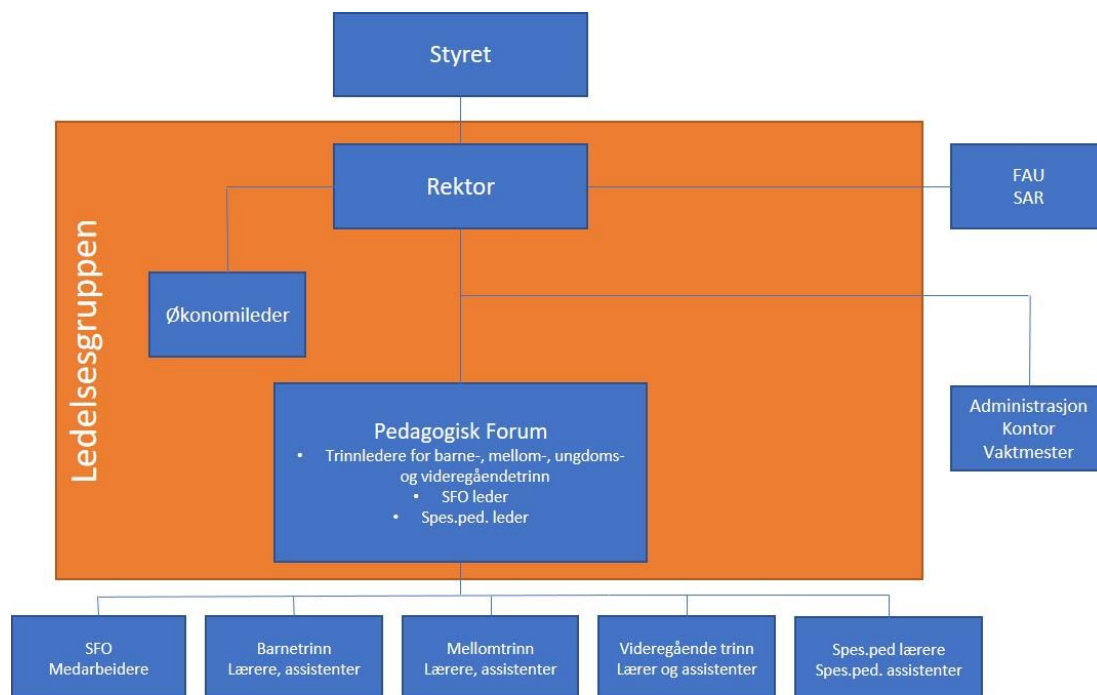 Styret
Ledelsesgruppen
Rektor
FAU
SAR
Økonomileder
Administrasjon
Kontor
Vaktmester
Pedagogisk Forum
• Trinnledere for barne-, mellom-, ungdoms-
og videregåendetrinn
• SFO leder
• Spes.ped. leder
SFO
Medarbeidere
Barnetrinn
Lærere, assistenter
Mellomtrinn
Lærere, assistenter
Videregående trinn
Lærer og assistenter
Spes.ped lærere
Spes.ped. assistenter